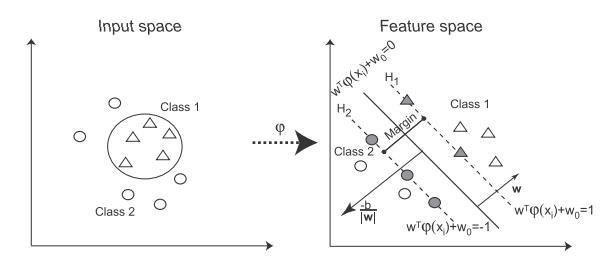 Input space
Feature space
wᵀφ(xᵢ)+w₀=0
H₁
Class 1
Class 1
H₂
Margin
φ
Class 2
Class 2
w
-b
|w|
wᵀφ(xᵢ)+w₀=1
wᵀφ(xᵢ)+w₀=-1